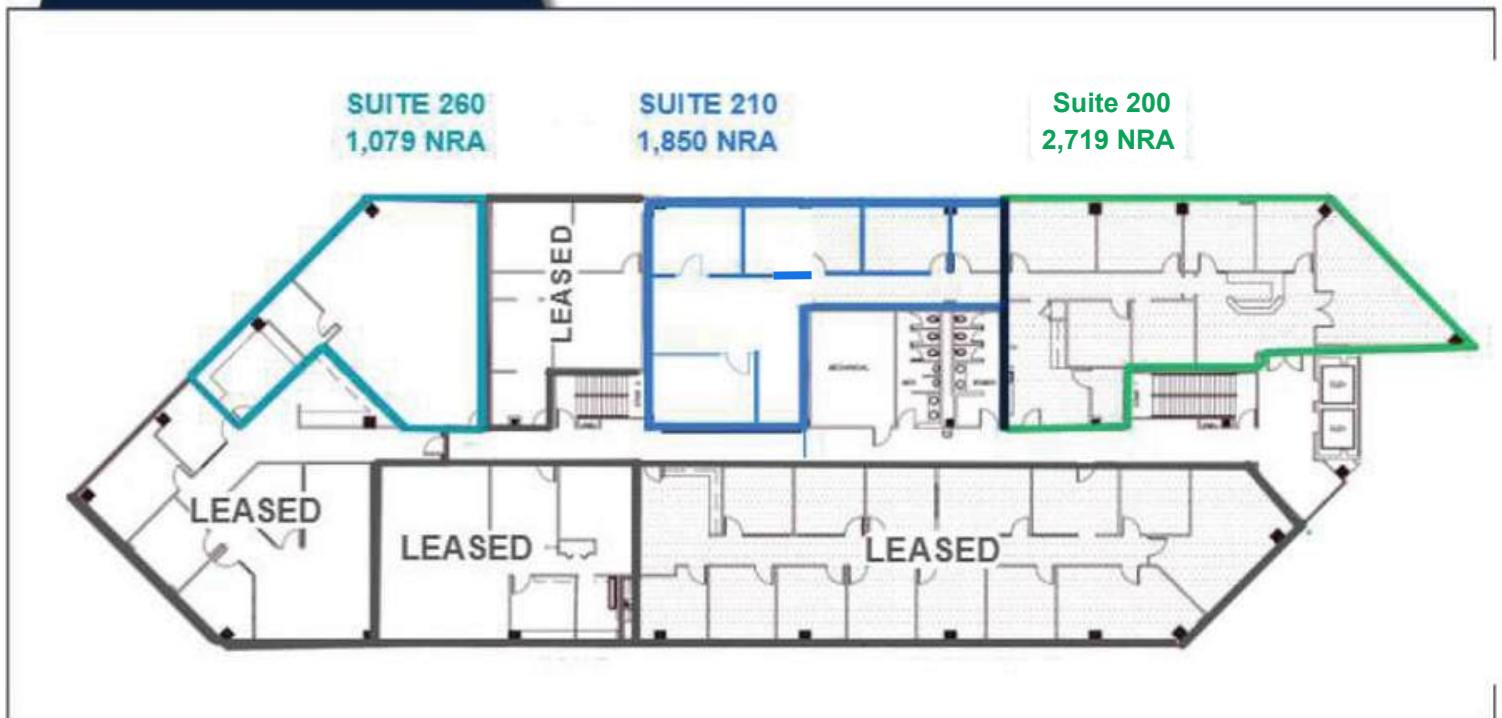 SUITE 260
1,079 NRA
SUITE 210
1,850 NRA
Suite 200
2,719 NRA
LEASED
MECHANICAL
LEASED
LEASED
LEASED